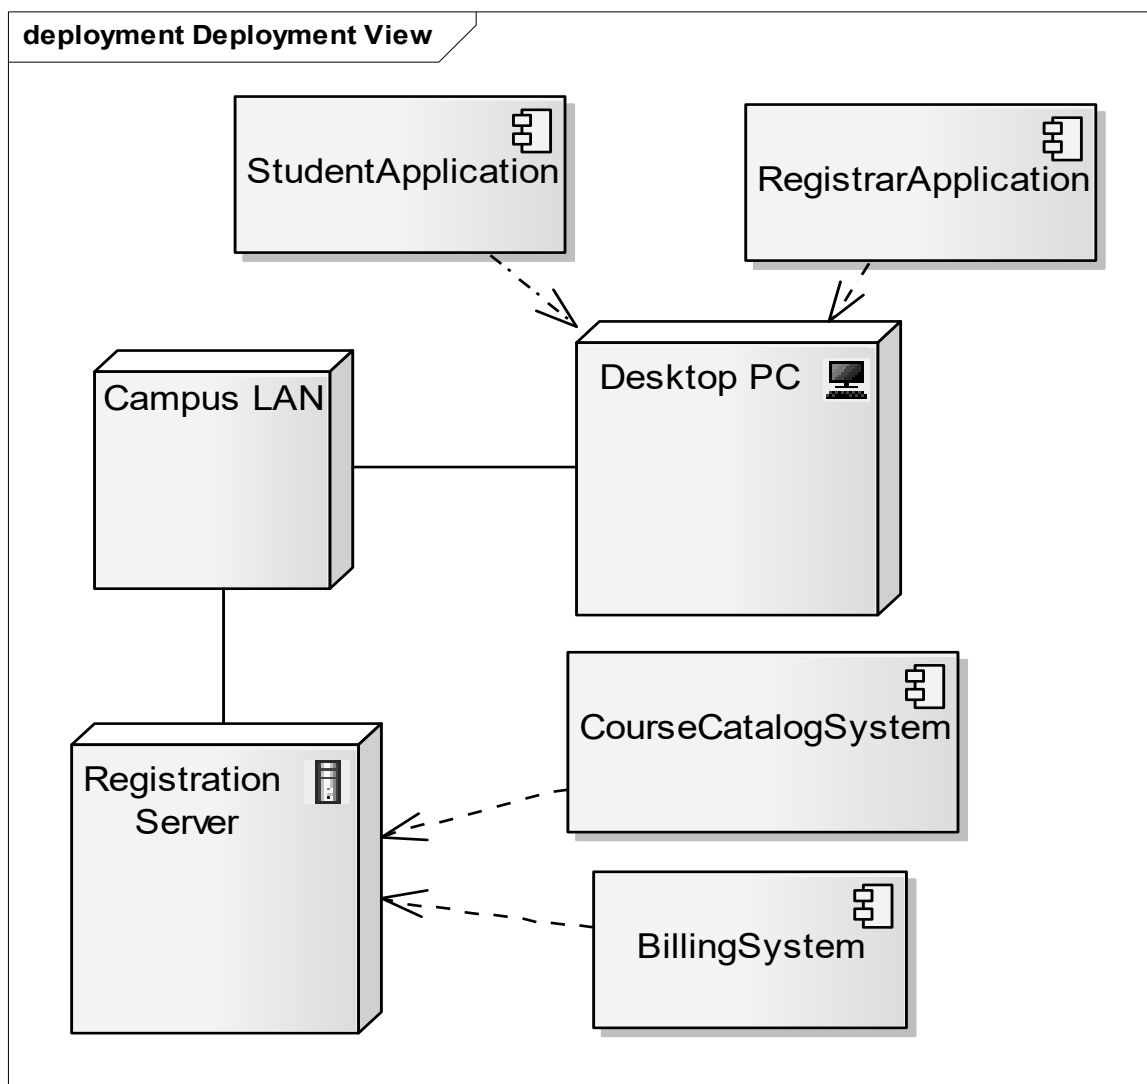 deployment Deployment View
StudentApplication
RegistrarApplication
Campus LAN
Desktop PC
Registration
Server
CourseCatalogSystem
BillingSystem